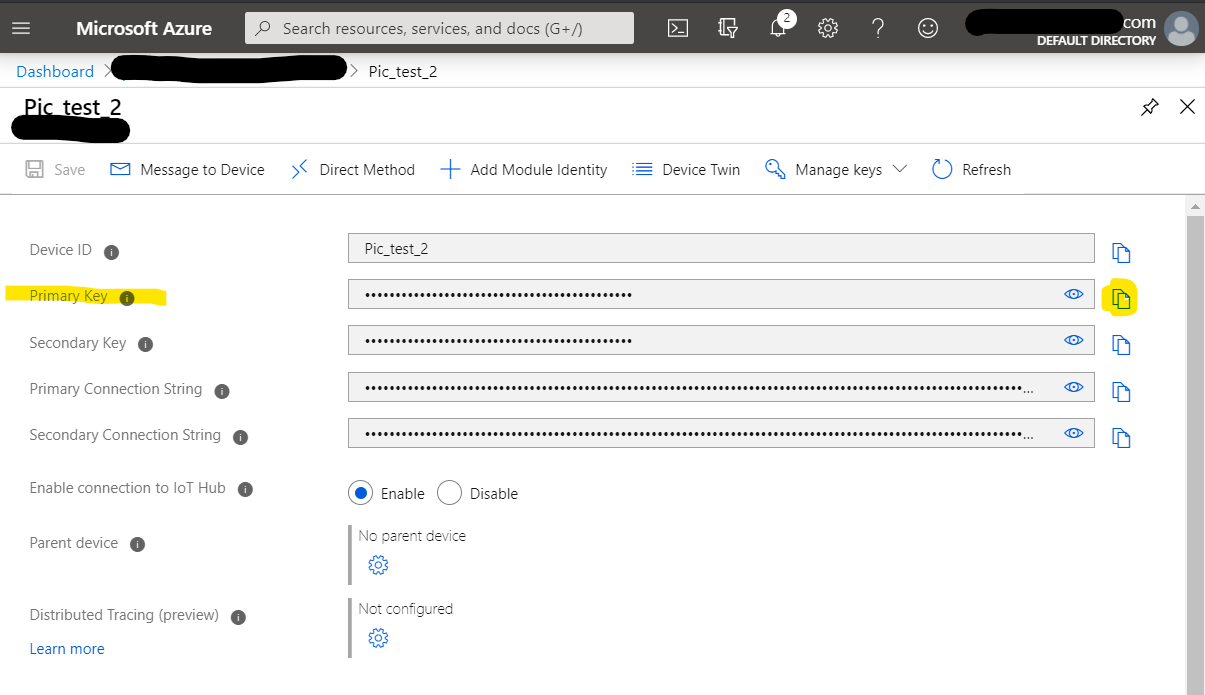 Microsoft Azure
Search resources, services, and docs (G+/)
2
com
DEFAULT DIRECTORY
Dashboard > > Pic_test_2
Pic_test_2
Save Message to Device Direct Method Add Module Identity Device Twin Manage keys Refresh
Device ID Pic_test_2
Primary Key ••••••••••••••••••••••••••••••••••••••••••••
Secondary Key ••••••••••••••••••••••••••••••••••••••••••••
Primary Connection String ••••••••••••••••••••••••••••••••••••••••••••••••••••••••••••••••••••••••••••••••••••••••••••••••••••••••••••...
Secondary Connection String ••••••••••••••••••••••••••••••••••••••••••••••••••••••••••••••••••••••••••••••••••••••••••••••••••••••••••••...
Enable connection to IoT Hub Enable Disable
Parent device No parent device
Distributed Tracing (preview) Not configured
Learn more